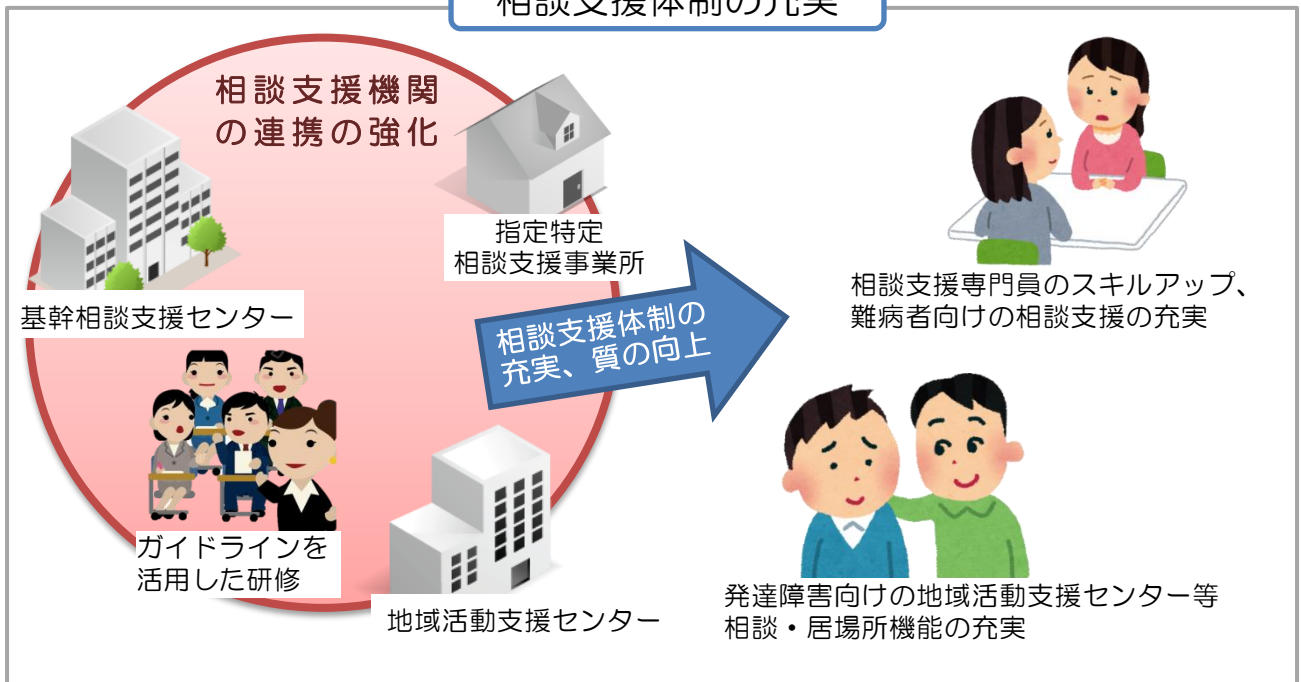 相談支援体制の充実
相談支援機関
の連携の強化
指定特定
相談支援事業所
基幹相談支援センター
相談支援体制の
充実、質の向上
相談支援専門員のスキルアップ、
難病者向けの相談支援の充実
ガイドラインを
活用した研修
地域活動支援センター
発達障害向けの地域活動支援センター等
相談・居場所機能の充実